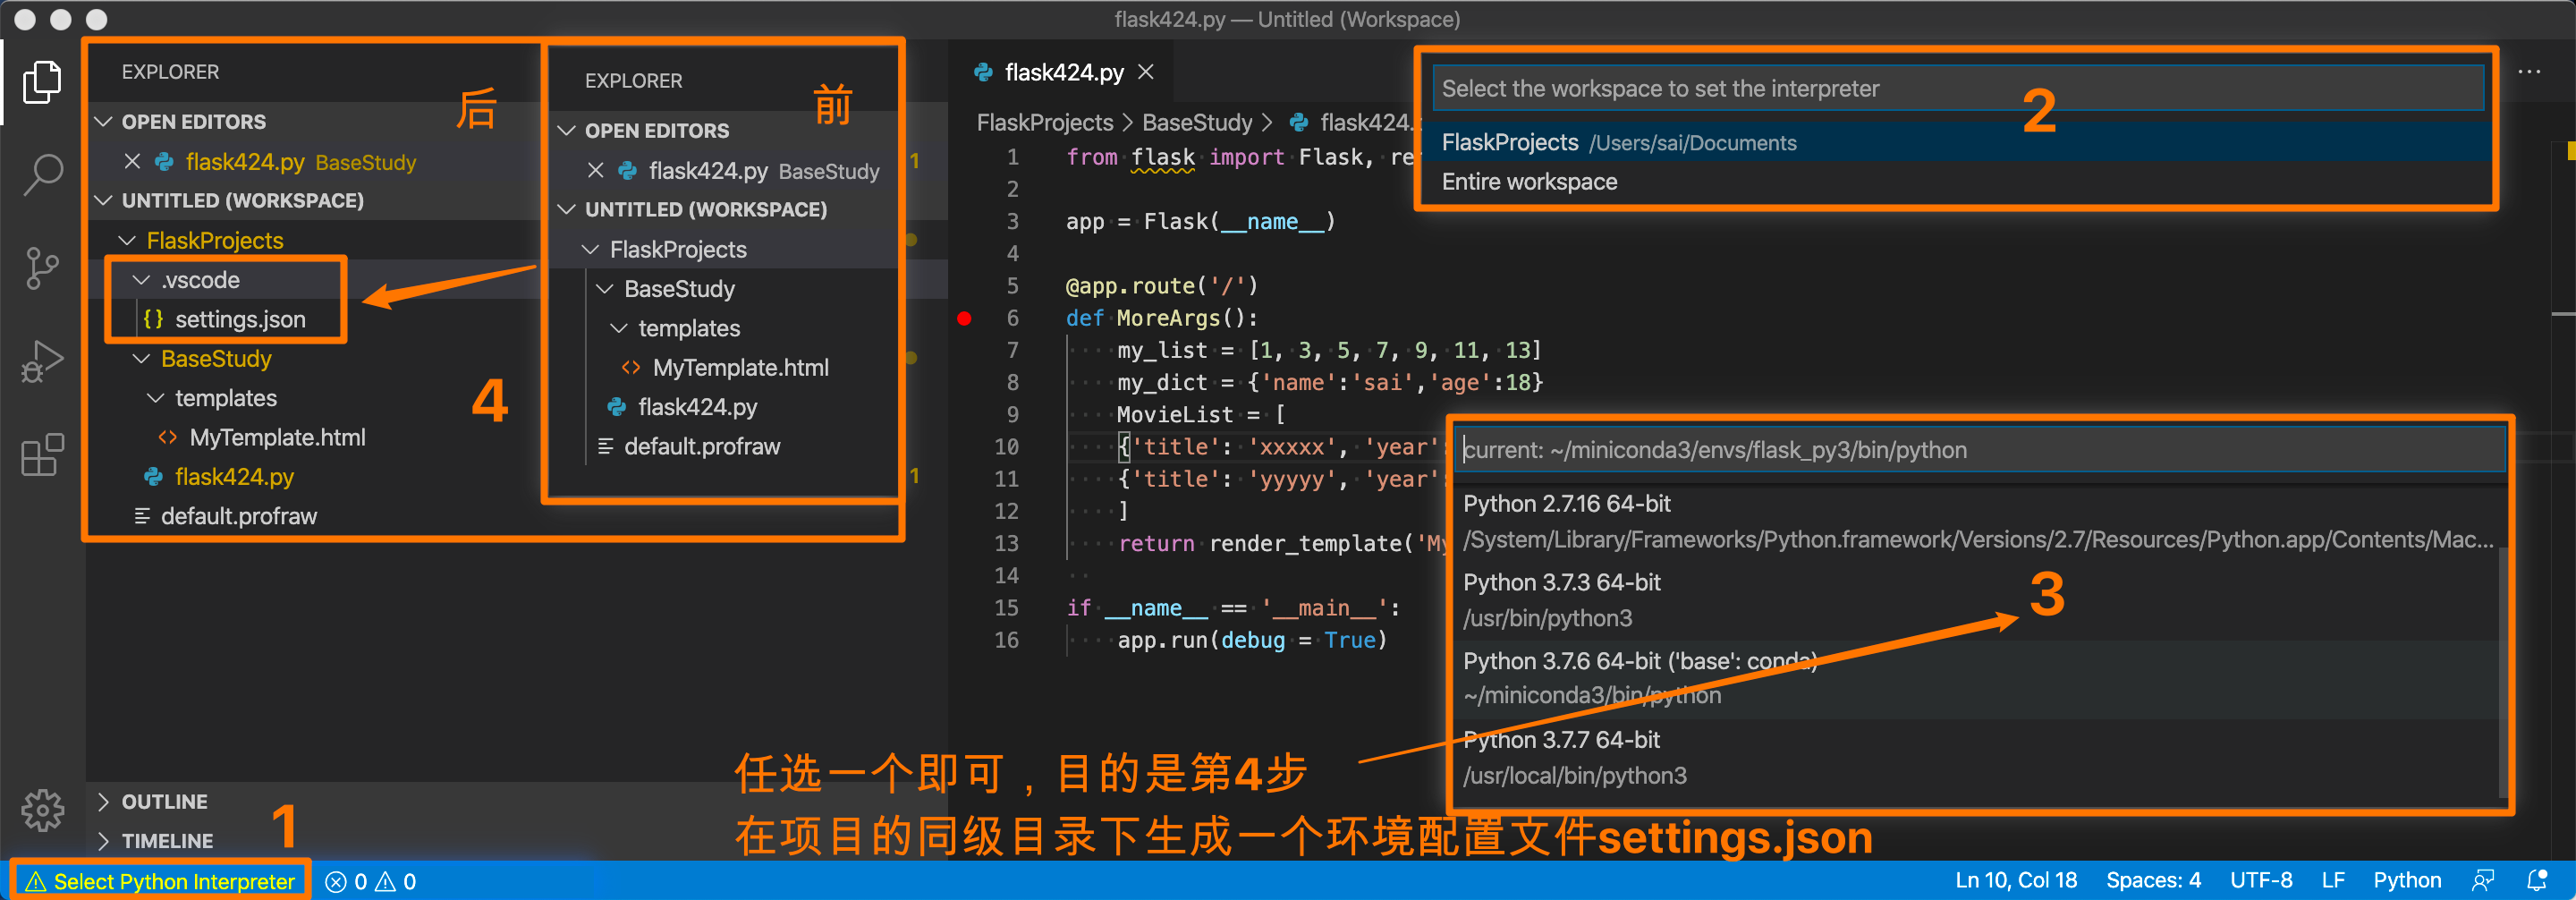 flask424.py — Untitled (Workspace)
EXPLORER
后
OPEN EDITORS
flask424.py BaseStudy
1
UNTITLED (WORKSPACE)
FlaskProjects
.vscode
{} settings.json
BaseStudy
templates
<> MyTemplate.html
flask424.py
1
default.profraw
4
EXPLORER
前
OPEN EDITORS
flask424.py BaseStudy
UNTITLED (WORKSPACE)
FlaskProjects
BaseStudy
templates
<> MyTemplate.html
flask424.py
default.profraw
OUTLINE
TIMELINE
1
flask424.py
FlaskProjects > BaseStudy > flask424.
1 from flask import Flask, re
2
3 app = Flask(__name__)
4
5 @app.route('/')
6 def MoreArgs():
7 my_list = [1, 3, 5, 7, 9, 11, 13]
8 my_dict = {'name':'sai','age':18}
9 MovieList = [
10 {'title': 'xxxxx', 'year':
11 {'title': 'yyyyy', 'year':
12 ]
13 return render_template('My
14
15 if __name__ == '__main__':
16 app.run(debug = True)
Select the workspace to set the interpreter
2
FlaskProjects /Users/sai/Documents
Entire workspace
current: ~/miniconda3/envs/flask_py3/bin/python
Python 2.7.16 64-bit
/System/Library/Frameworks/Python.framework/Versions/2.7/Resources/Python.app/Contents/Mac...
Python 3.7.3 64-bit
/usr/bin/python3
3
Python 3.7.6 64-bit ('base': conda)
~/miniconda3/bin/python
Python 3.7.7 64-bit
/usr/local/bin/python3
任选一个即可，目的是第4步
在项目的同级目录下生成一个环境配置文件settings.json
Select Python Interpreter 0 0
Ln 10, Col 18 Spaces: 4 UTF-8 LF Python